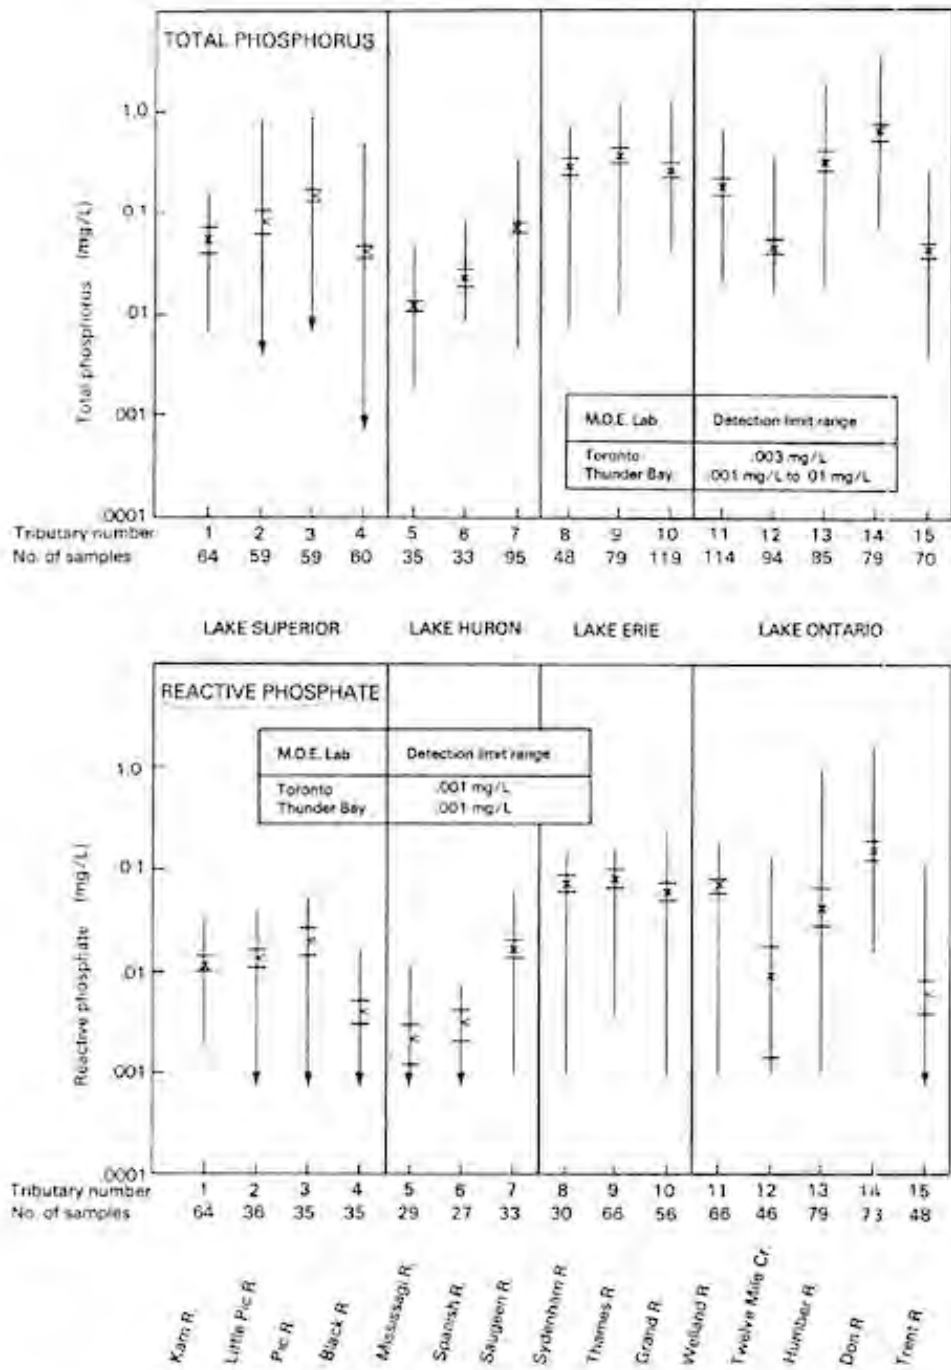 TOTAL PHOSPHORUS
Total phosphorus (mg/L)
1.0
0.1
.01
.001
.0001
M.O.E. Lab Detection limit range
Toronto .003 mg/L
Thunder Bay .001 mg/L to .01 mg/L
Tributary number 1 2 3 4 5 6 7 8 9 10 11 12 13 14 15
No. of samples 64 59 59 60 35 33 95 48 79 119 114 94 85 79 70
LAKE SUPERIOR LAKE HURON LAKE ERIE LAKE ONTARIO
REACTIVE PHOSPHATE
M.O.E. Lab Detection limit range
Toronto .001 mg/L
Thunder Bay .001 mg/L
Reactive phosphate (mg/L)
1.0
0.1
.01
.001
.0001
Tributary number 1 2 3 4 5 6 7 8 9 10 11 12 13 14 15
No. of samples 64 36 35 35 29 27 33 30 66 56 66 46 79 73 48
Kam R.
Little Pic R.
Pic R.
Black R.
Mississagi R.
Spanish R.
Saugeen R.
Sydenham R.
Thames R.
Grand R.
Welland R.
Twelve Mile Cr.
Humber R.
Don R.
Trent R.